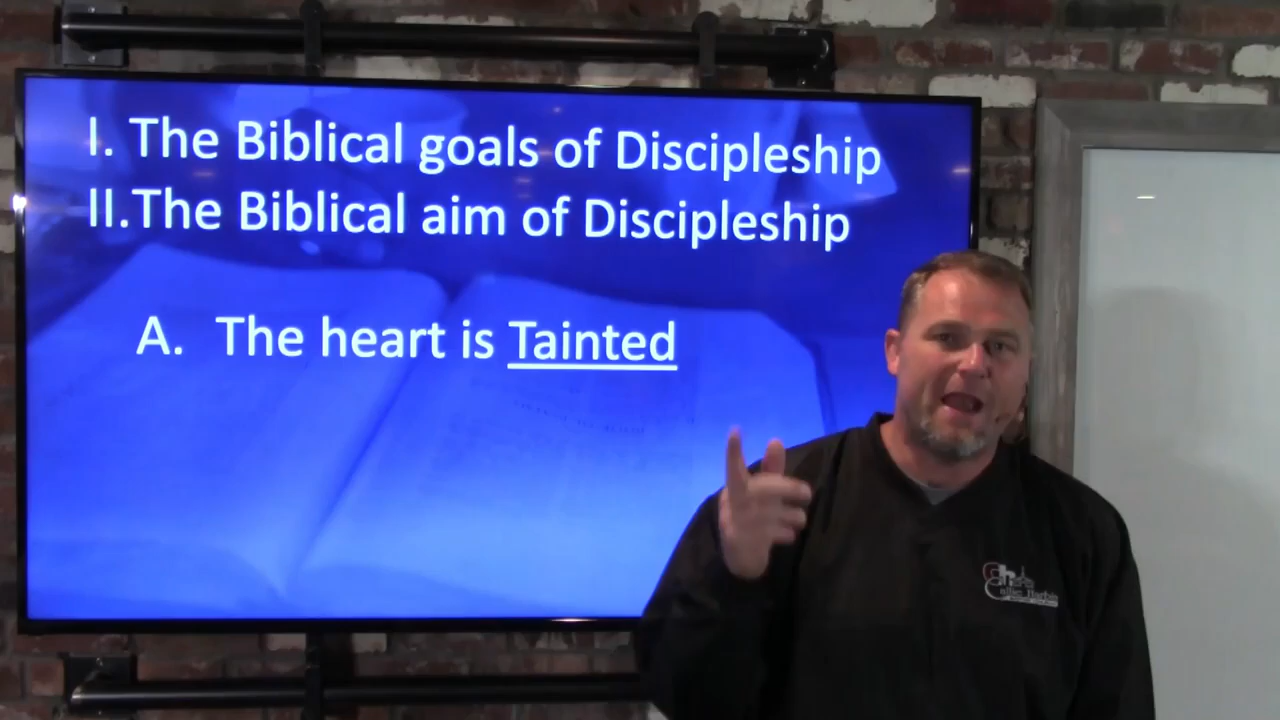 I. The Biblical goals of Discipleship
II.The Biblical aim of Discipleship
A. The heart is Tainted